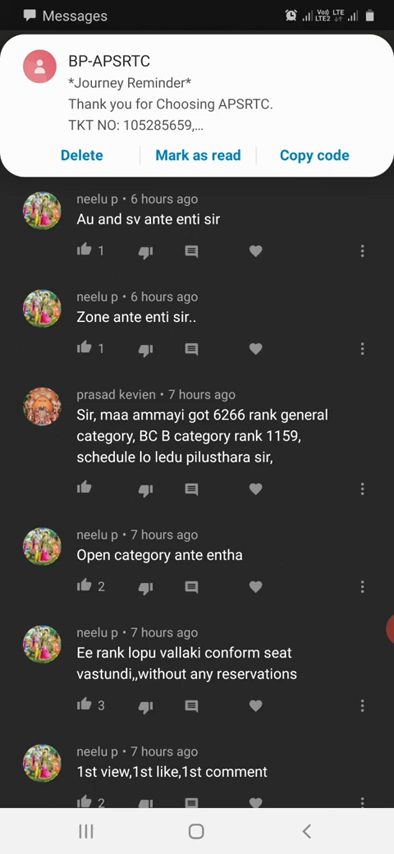 Messages
Vo)) LTE
LTE2
BP-APSRTC
*Journey Reminder*
Thank you for Choosing APSRTC.
TKT NO: 105285659,...
Delete
Mark as read
Copy code
neelu p • 6 hours ago
Au and sv ante enti sir
1
neelu p • 6 hours ago
Zone ante enti sir..
1
prasad kevien • 7 hours ago
Sir, maa ammayi got 6266 rank general
category, BC B category rank 1159,
schedule lo ledu pilusthara sir,
neelu p • 7 hours ago
Open category ante entha
2
neelu p • 7 hours ago
Ee rank lopu vallaki conform seat
vastundi,,without any reservations
3
neelu p • 7 hours ago
1st view,1st like,1st comment
2